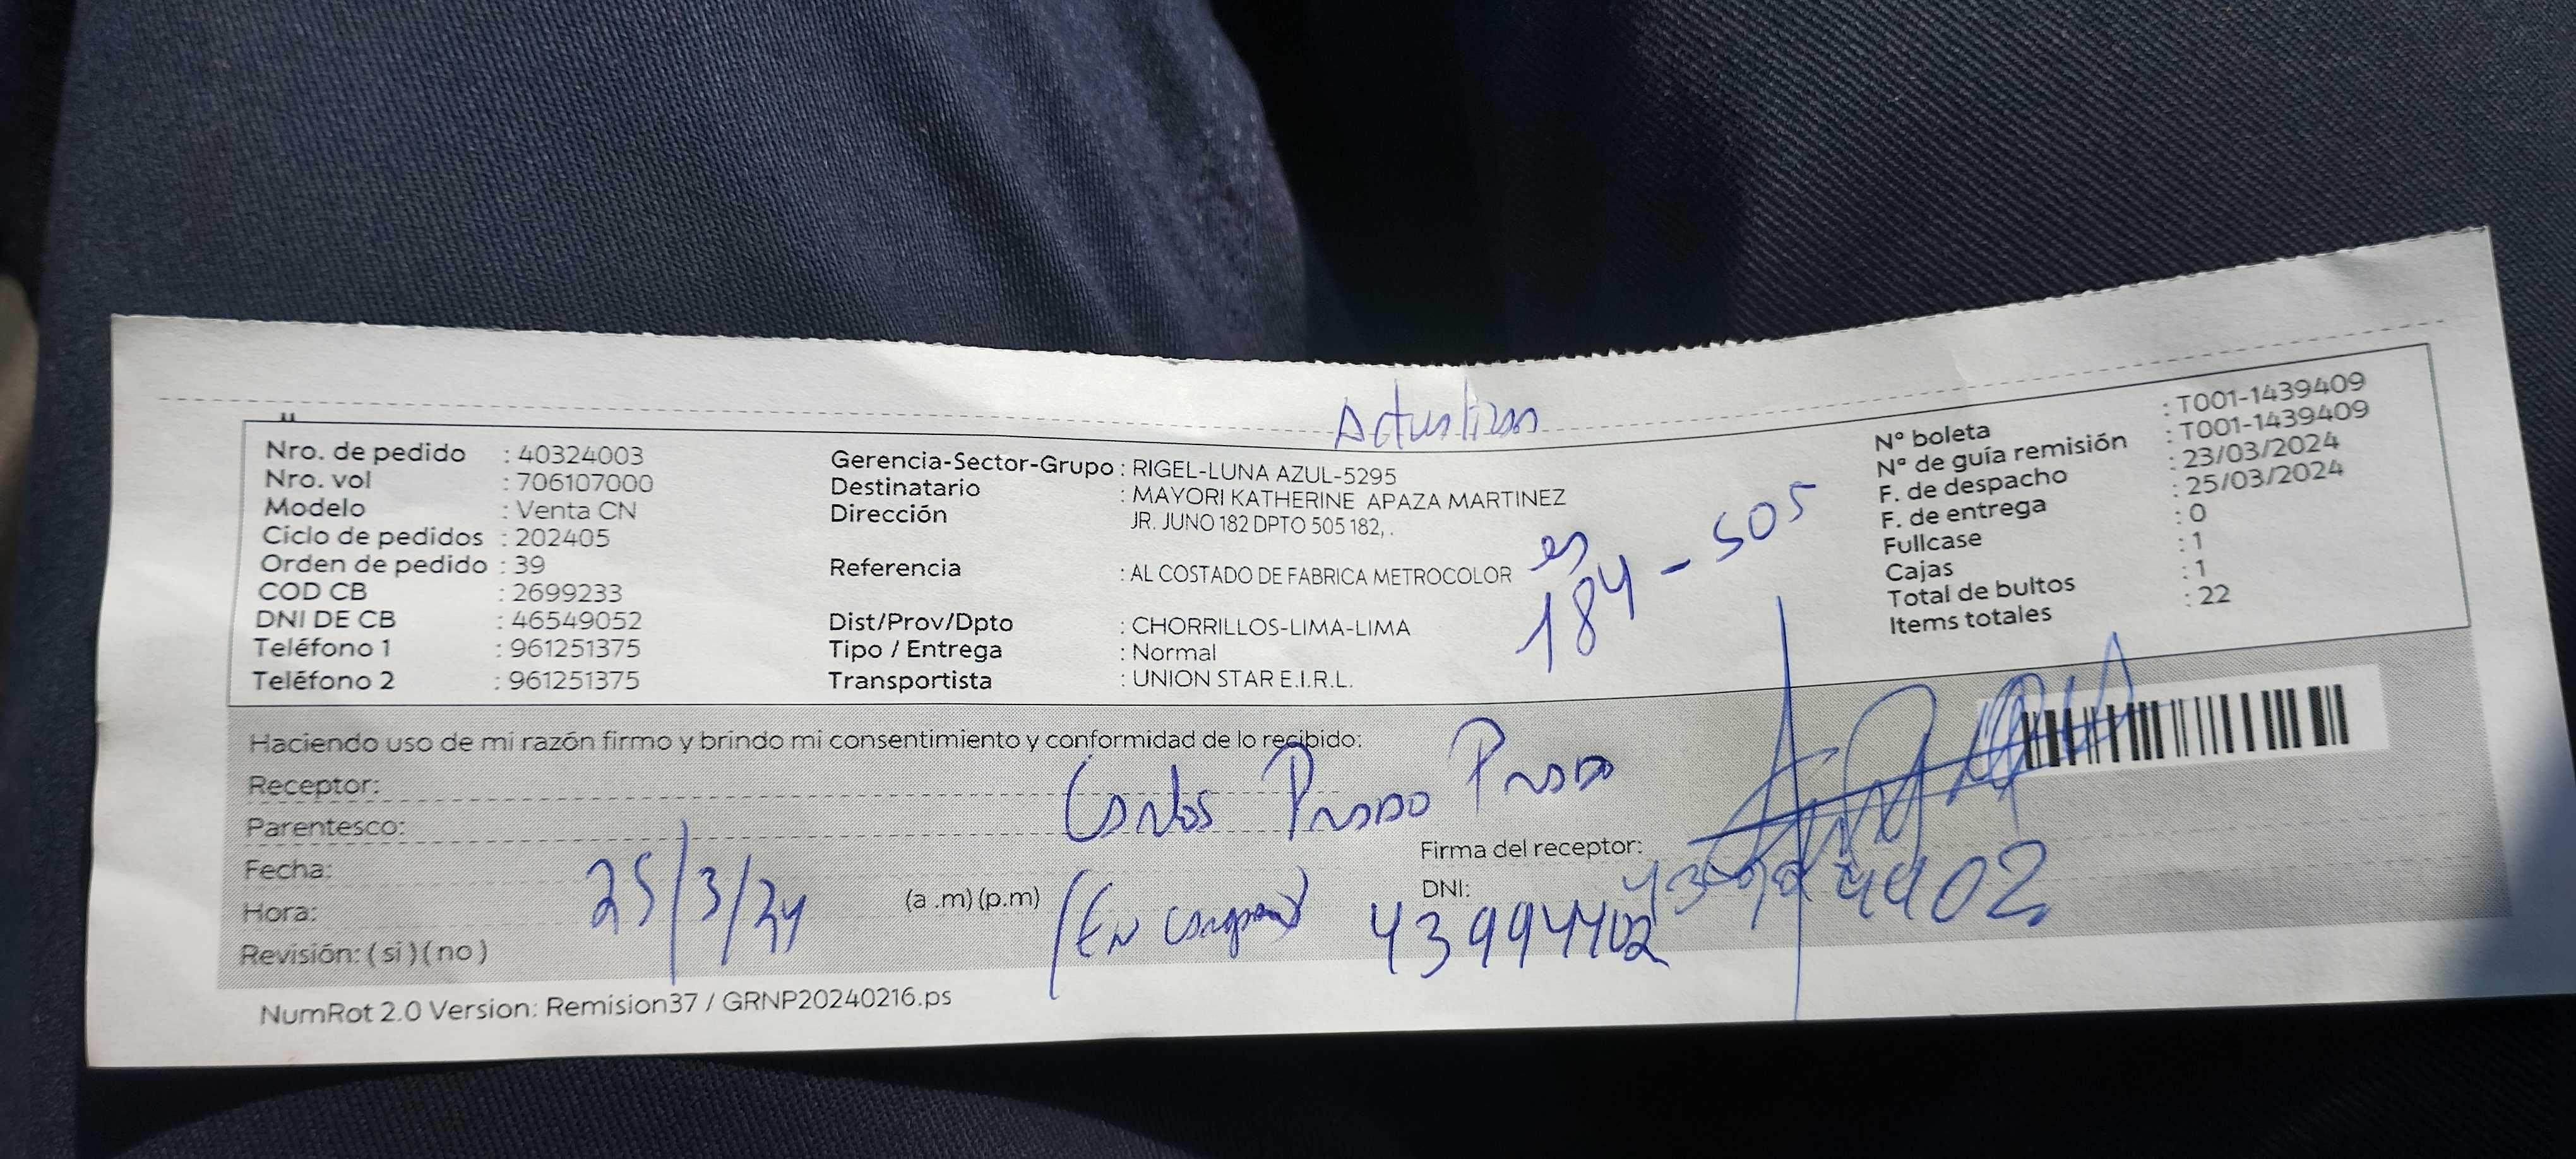 Actualizar
Nro. de pedido : 40324003
Nro. vol : 706107000
Modelo : Venta CN
Ciclo de pedidos : 202405
Orden de pedido : 39
COD CB : 2699233
DNI DE CB : 46549052
Teléfono 1 : 961251375
Teléfono 2 : 961251375
Gerencia-Sector-Grupo : RIGEL-LUNA AZUL-5295
Destinatario : MAYORI KATHERINE APAZA MARTINEZ
Dirección JR. JUNO 182 DPTO 505 182, .
Referencia : AL COSTADO DE FABRICA METROCOLOR
Dist/Prov/Dpto : CHORRILLOS-LIMA-LIMA
Tipo / Entrega : Normal
Transportista : UNION STAR E.I.R.L.
es
184 - 505
N° boleta : T001-1439409
N° de guía remisión : T001-1439409
F. de despacho : 23/03/2024
F. de entrega : 25/03/2024
Fullcase : 0
Cajas : 1
Total de bultos : 1
Items totales : 22
Haciendo uso de mi razón firmo y brindo mi consentimiento y conformidad de lo recibido:
Receptor: Carlos Prado Prado
Parentesco:
Fecha: 25/3/24
Hora: (a .m) (p.m)
Revisión: ( si ) ( no )
(En
Firma del receptor:
DNI: 43994402
43994402
NumRot 2.0 Version: Remision37 / GRNP20240216.ps